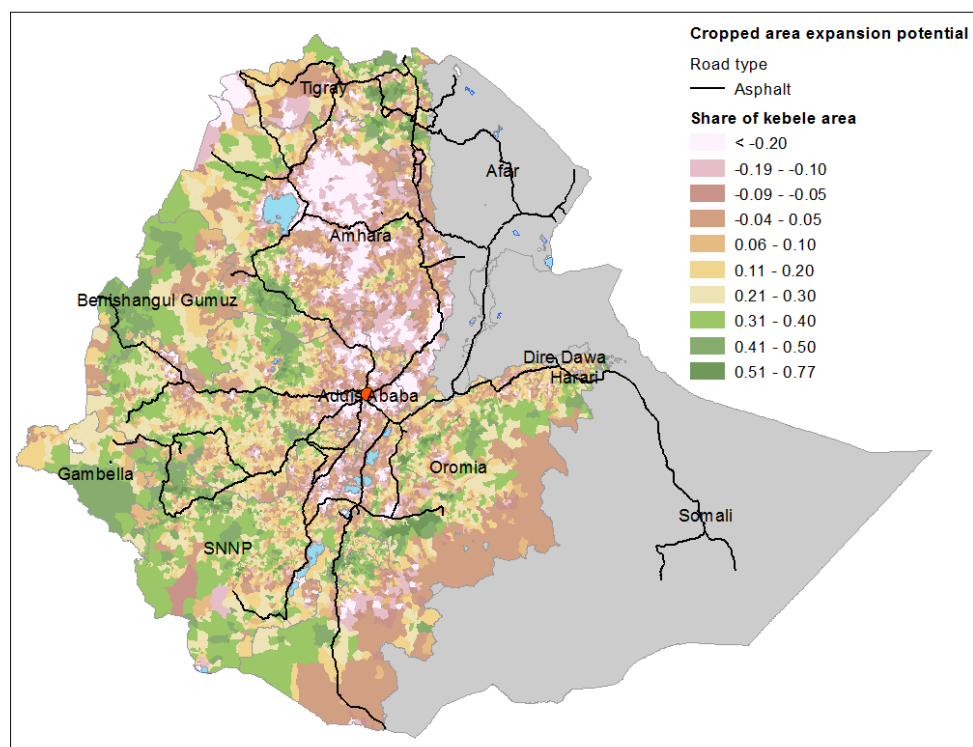 Cropped area expansion potential
Road type
Asphalt
Share of kebele area
< -0.20
-0.19 - -0.10
-0.09 - -0.05
-0.04 - 0.05
0.06 - 0.10
0.11 - 0.20
0.21 - 0.30
0.31 - 0.40
0.41 - 0.50
0.51 - 0.77
Tigray
Afar
Amhara
Benishangul Gumuz
Dire Dawa
Harari
Addis Ababa
Gambella
Oromia
Somali
SNNP